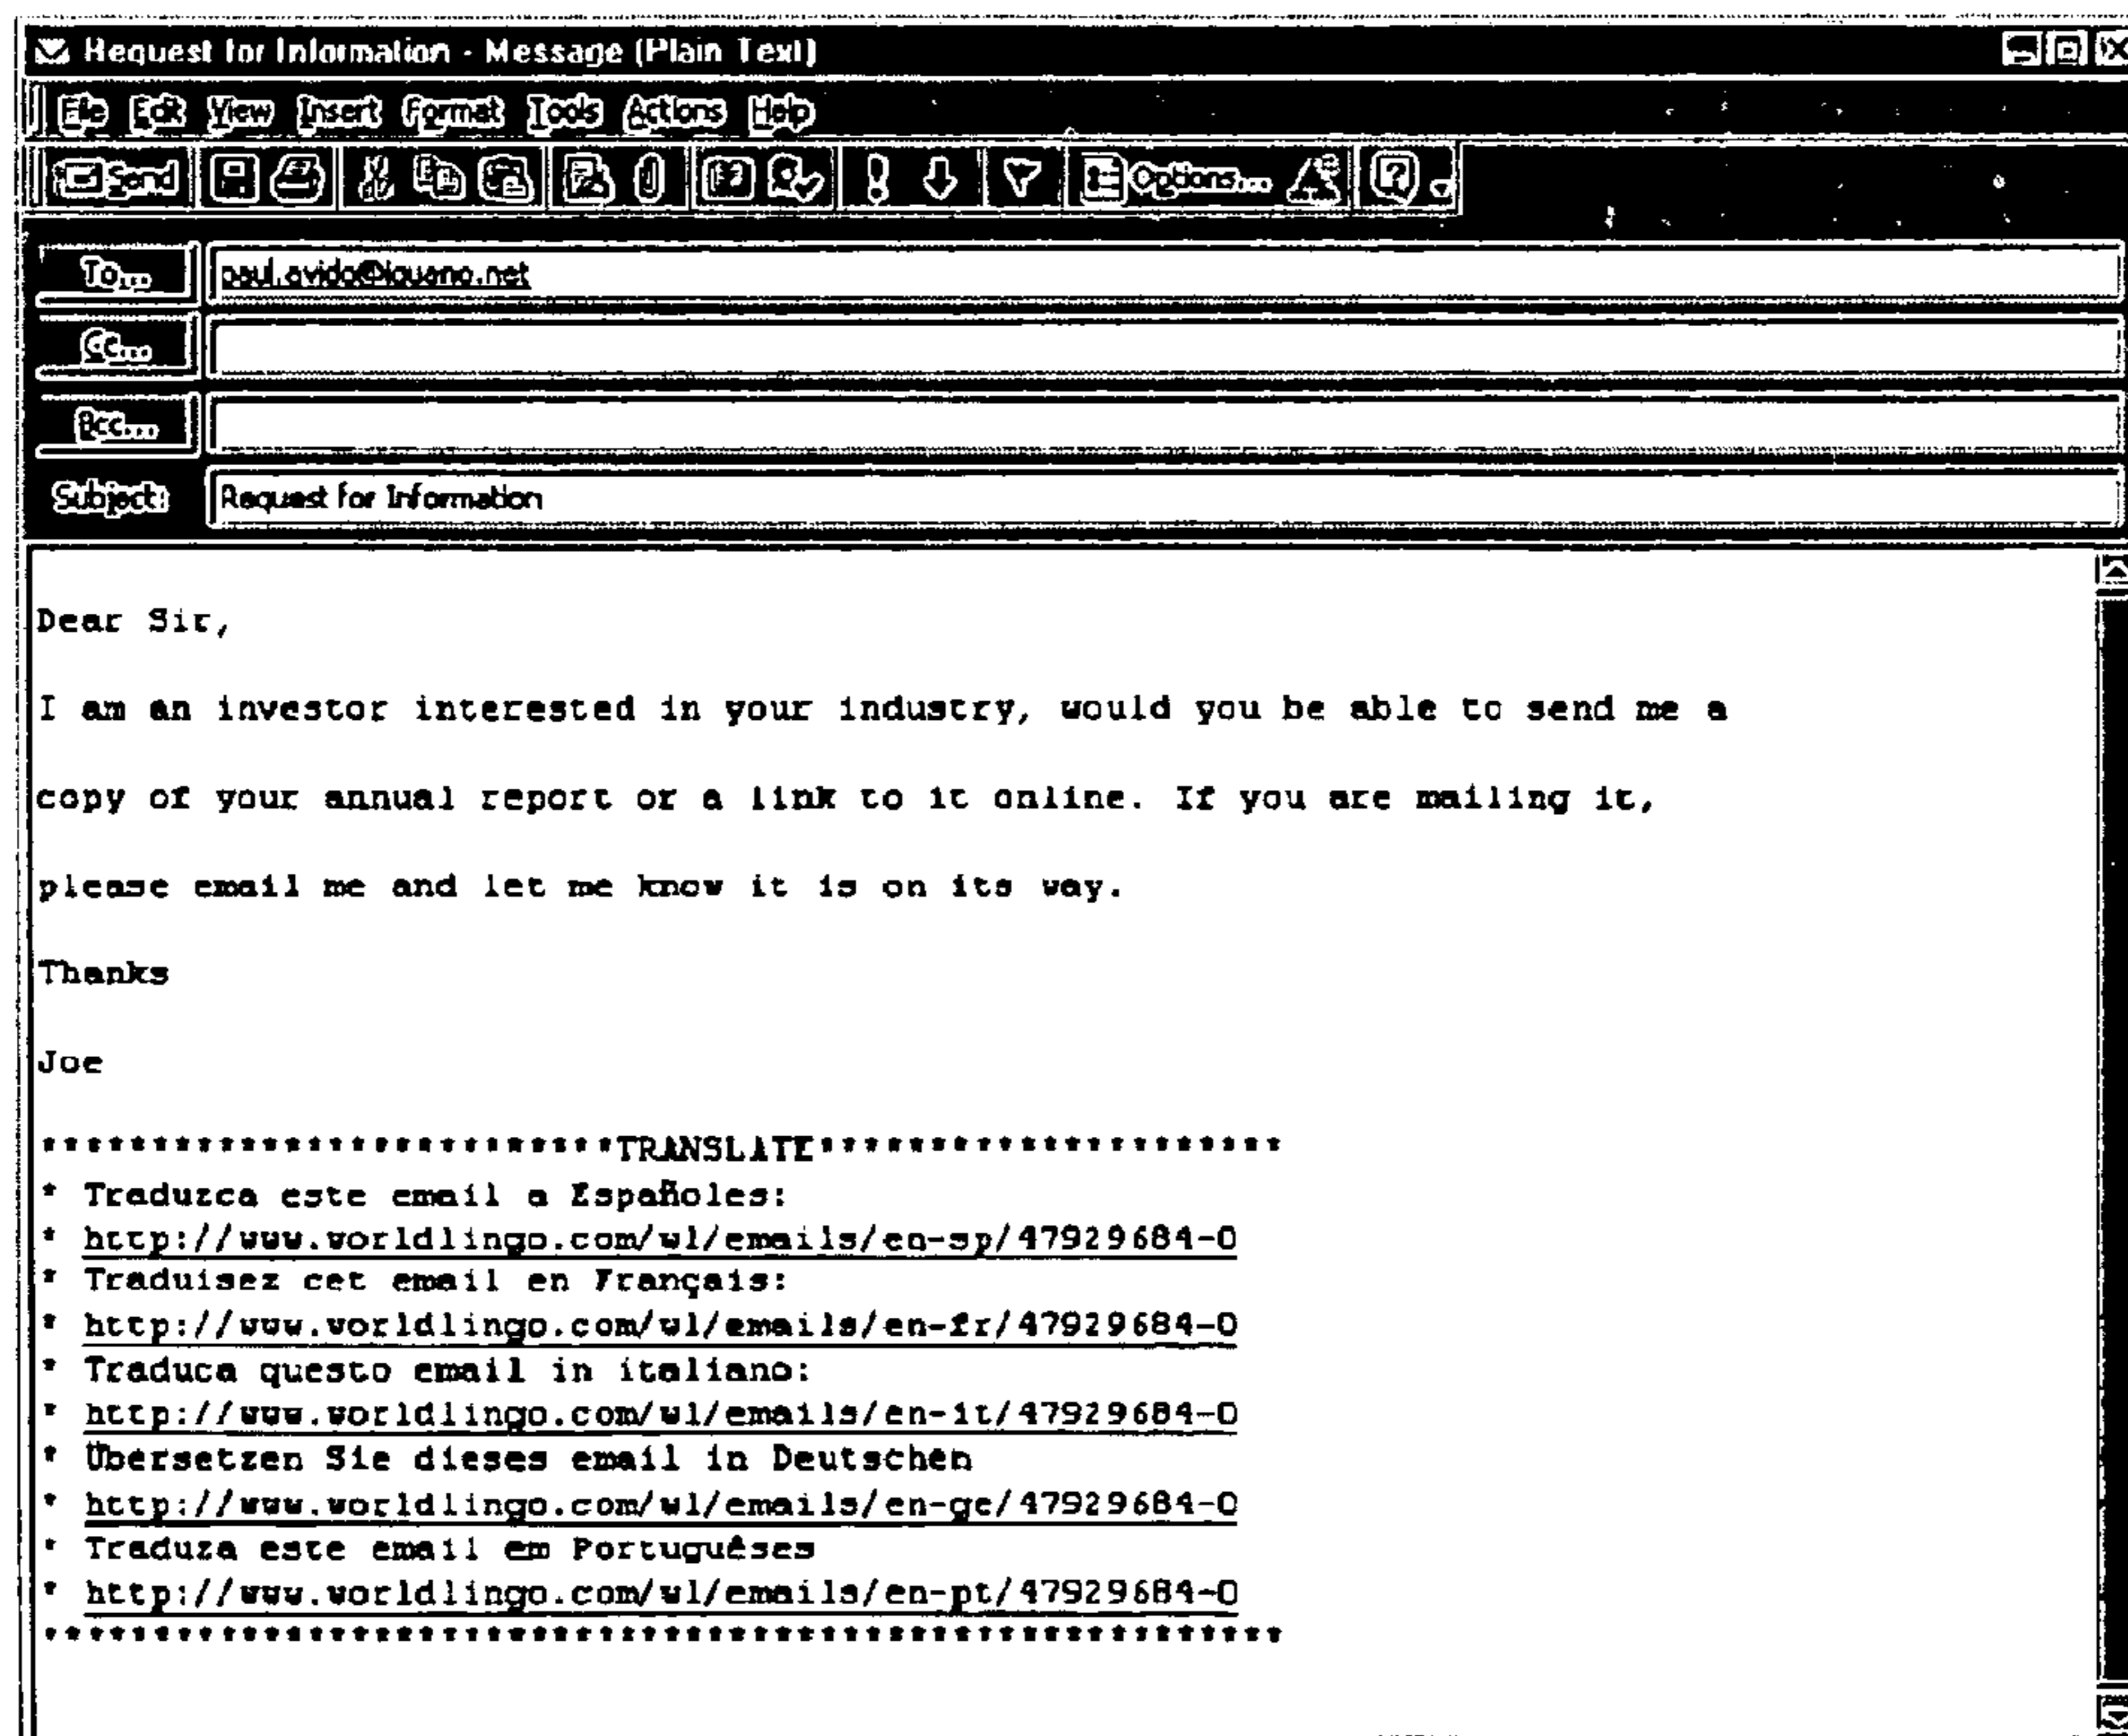 Request for Information - Message (Plain Text)
File Edit View Insert Format Tools Actions Help
Send Options...
To...
Cc...
Bcc...
Subject: Request for Information
Dear Sir,
I am an investor interested in your industry, would you be able to send me a
copy of your annual report or a link to it online. If you are mailing it,
please email me and let me know it is on its way.
Thanks
Joe
**************************TRANSLATE*********************
* Traduzca este email a Españoles:
* http://www.worldlingo.com/wl/emails/en-sp/47929684-0
* Traduisez cet email en Français:
* http://www.worldlingo.com/wl/emails/en-fr/47929684-0
* Traduca questo email in italiano:
* http://www.worldlingo.com/wl/emails/en-it/47929684-0
* Übersetzen Sie dieses email in Deutschen
* http://www.worldlingo.com/wl/emails/en-ge/47929684-0
* Traduza este email em Portuguêses
* http://www.worldlingo.com/wl/emails/en-pt/47929684-0
********************************************************